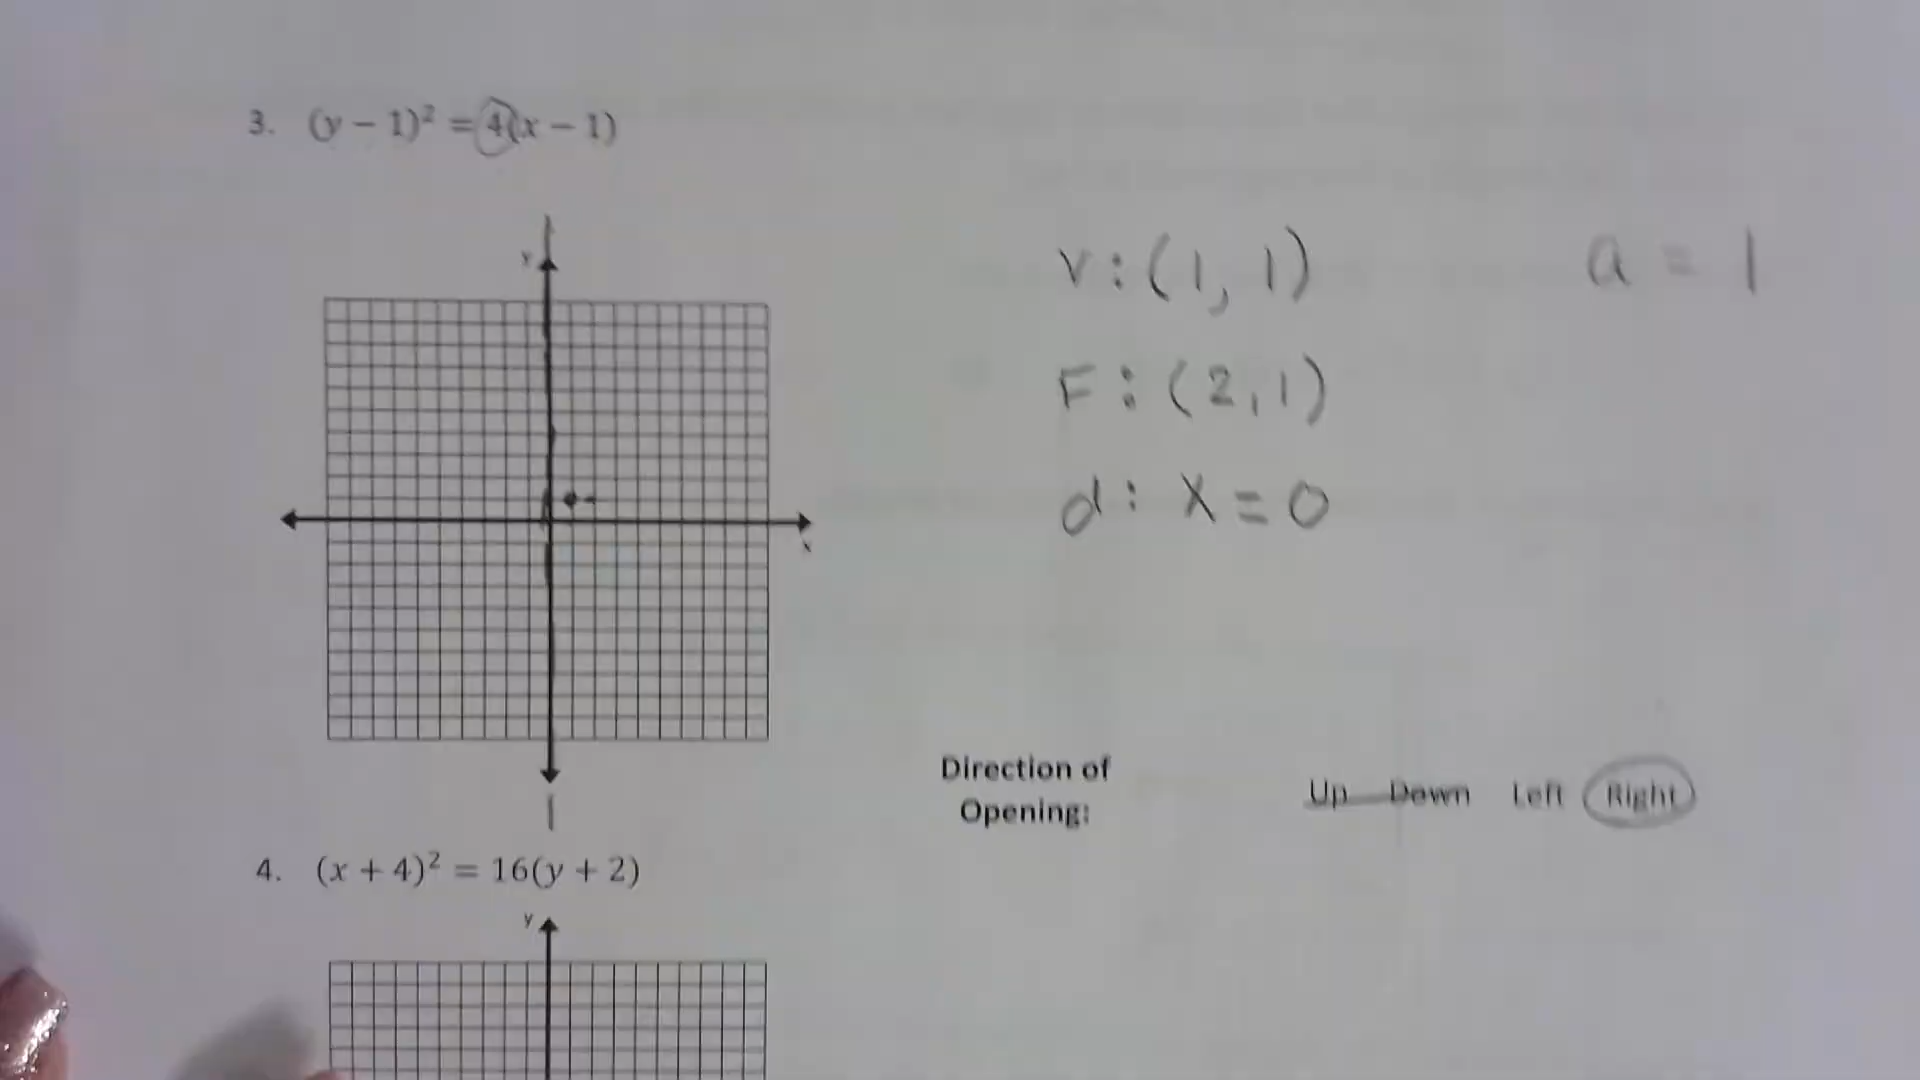 3. (y − 1)² = 4(x − 1)
y
V : (1, 1)
a = 1
F : (2, 1)
x
d : x = 0
Direction of Opening:
Up Down Left Right
4. (x + 4)² = 16(y + 2)
y